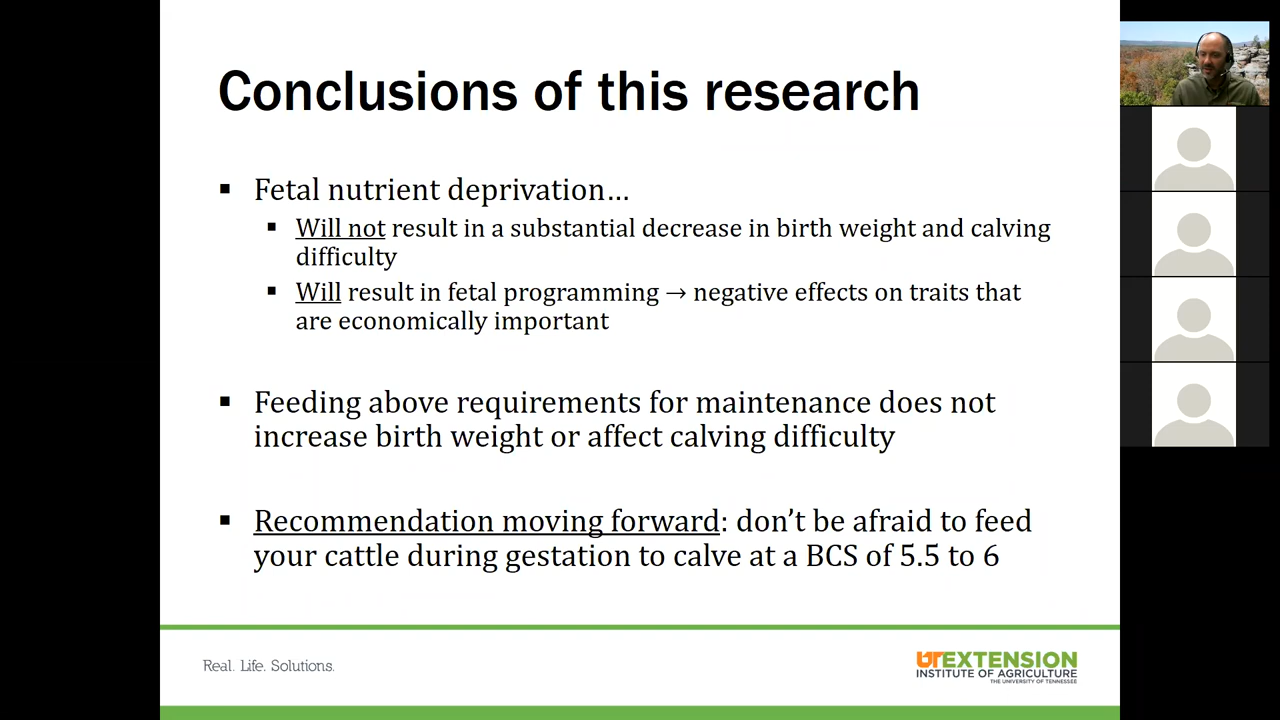 Conclusions of this research
▪ Fetal nutrient deprivation…
▪ Will not result in a substantial decrease in birth weight and calving
difficulty
▪ Will result in fetal programming → negative effects on traits that
are economically important
▪ Feeding above requirements for maintenance does not
increase birth weight or affect calving difficulty
▪ Recommendation moving forward: don’t be afraid to feed
your cattle during gestation to calve at a BCS of 5.5 to 6
Real. Life. Solutions.
UT EXTENSION
INSTITUTE OF AGRICULTURE
THE UNIVERSITY OF TENNESSEE